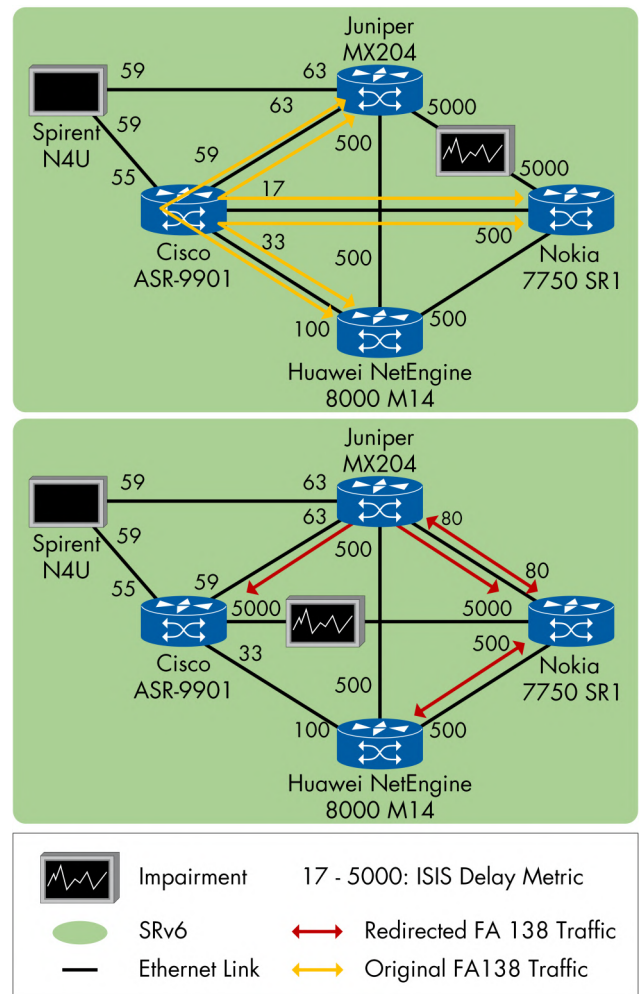 Juniper
MX204
59
63
63
5000
Spirent
N4U
59
500
5000
55
59
17
Cisco
ASR-9901
33
500
500
Nokia
7750 SR1
100
500
Huawei NetEngine
8000 M14
Juniper
MX204
59
63
63
80
Spirent
N4U
59
500
80
55
59
5000
5000
Cisco
ASR-9901
33
500
Nokia
7750 SR1
500
100
500
Huawei NetEngine
8000 M14
Impairment
17 - 5000: ISIS Delay Metric
SRv6
Redirected FA 138 Traffic
Ethernet Link
Original FA138 Traffic